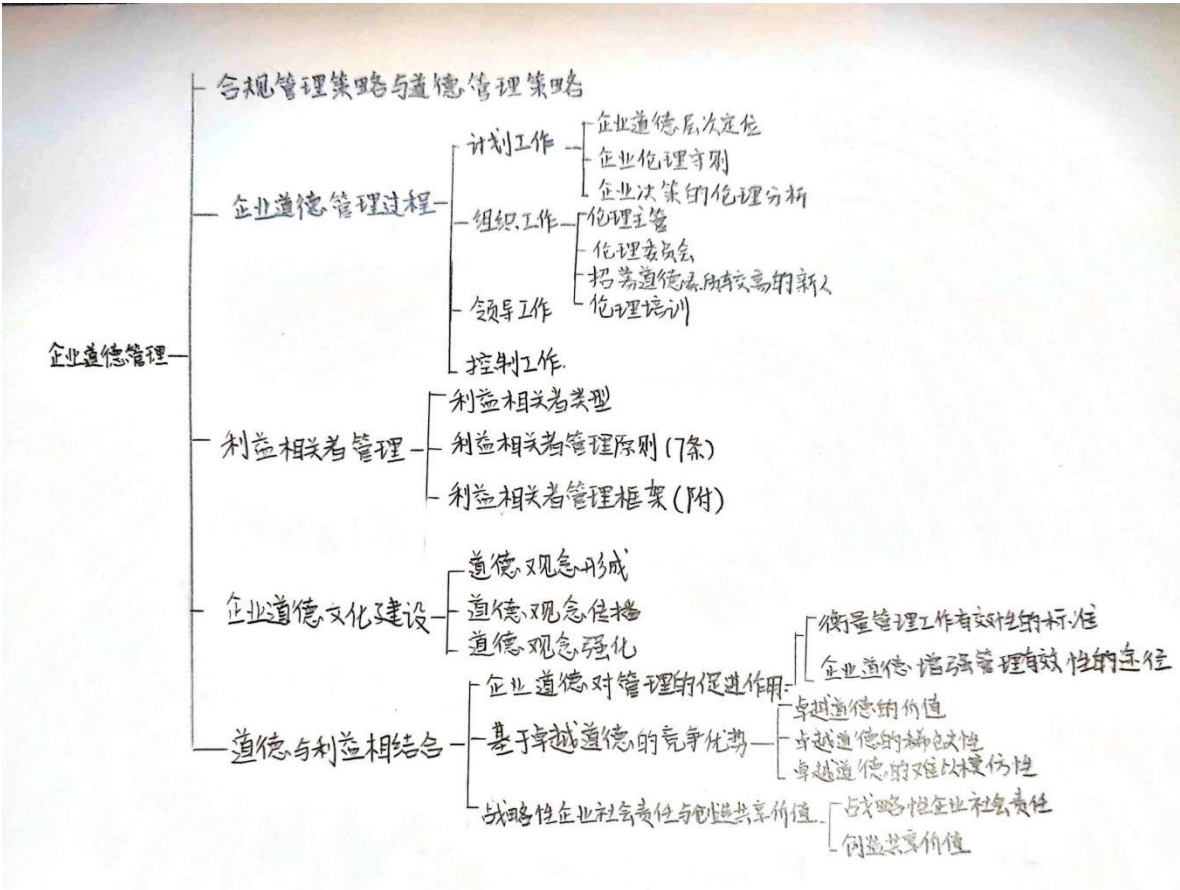 合规管理策略与道德管理策略
计划工作
企业道德层次定位
企业伦理守则
企业决策的伦理分析
企业道德管理过程
组织工作
伦理主管
伦理委员会
招募道德素质较高的新人
伦理培训
领导工作
控制工作.
企业道德管理
利益相关者类型
利益相关者管理
利益相关者管理原则(7条)
利益相关者管理框架(附)
道德观念形成
企业道德文化建设
道德观念传播
道德观念强化
企业道德对管理的促进作用
衡量管理工作有效性的标准
企业道德增强管理有效性的途径
道德与利益相结合
基于卓越道德的竞争优势
卓越道德的价值
卓越道德的稀缺性
卓越道德的难以模仿性
战略性企业社会责任与创造共享价值
战略性企业社会责任
创造共享价值